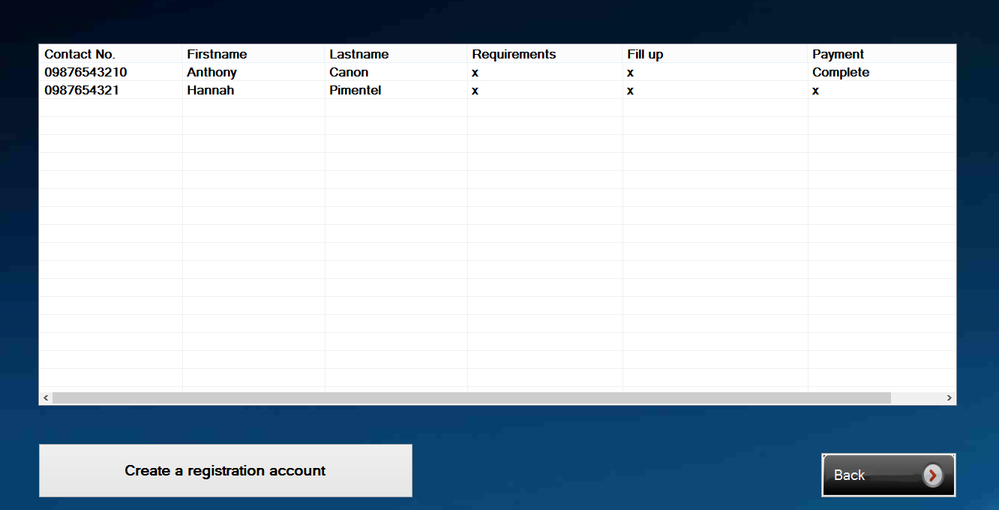 Contact No. Firstname Lastname Requirements Fill up Payment
09876543210 Anthony Canon x x Complete
0987654321 Hannah Pimentel x x x
Create a registration account
Back